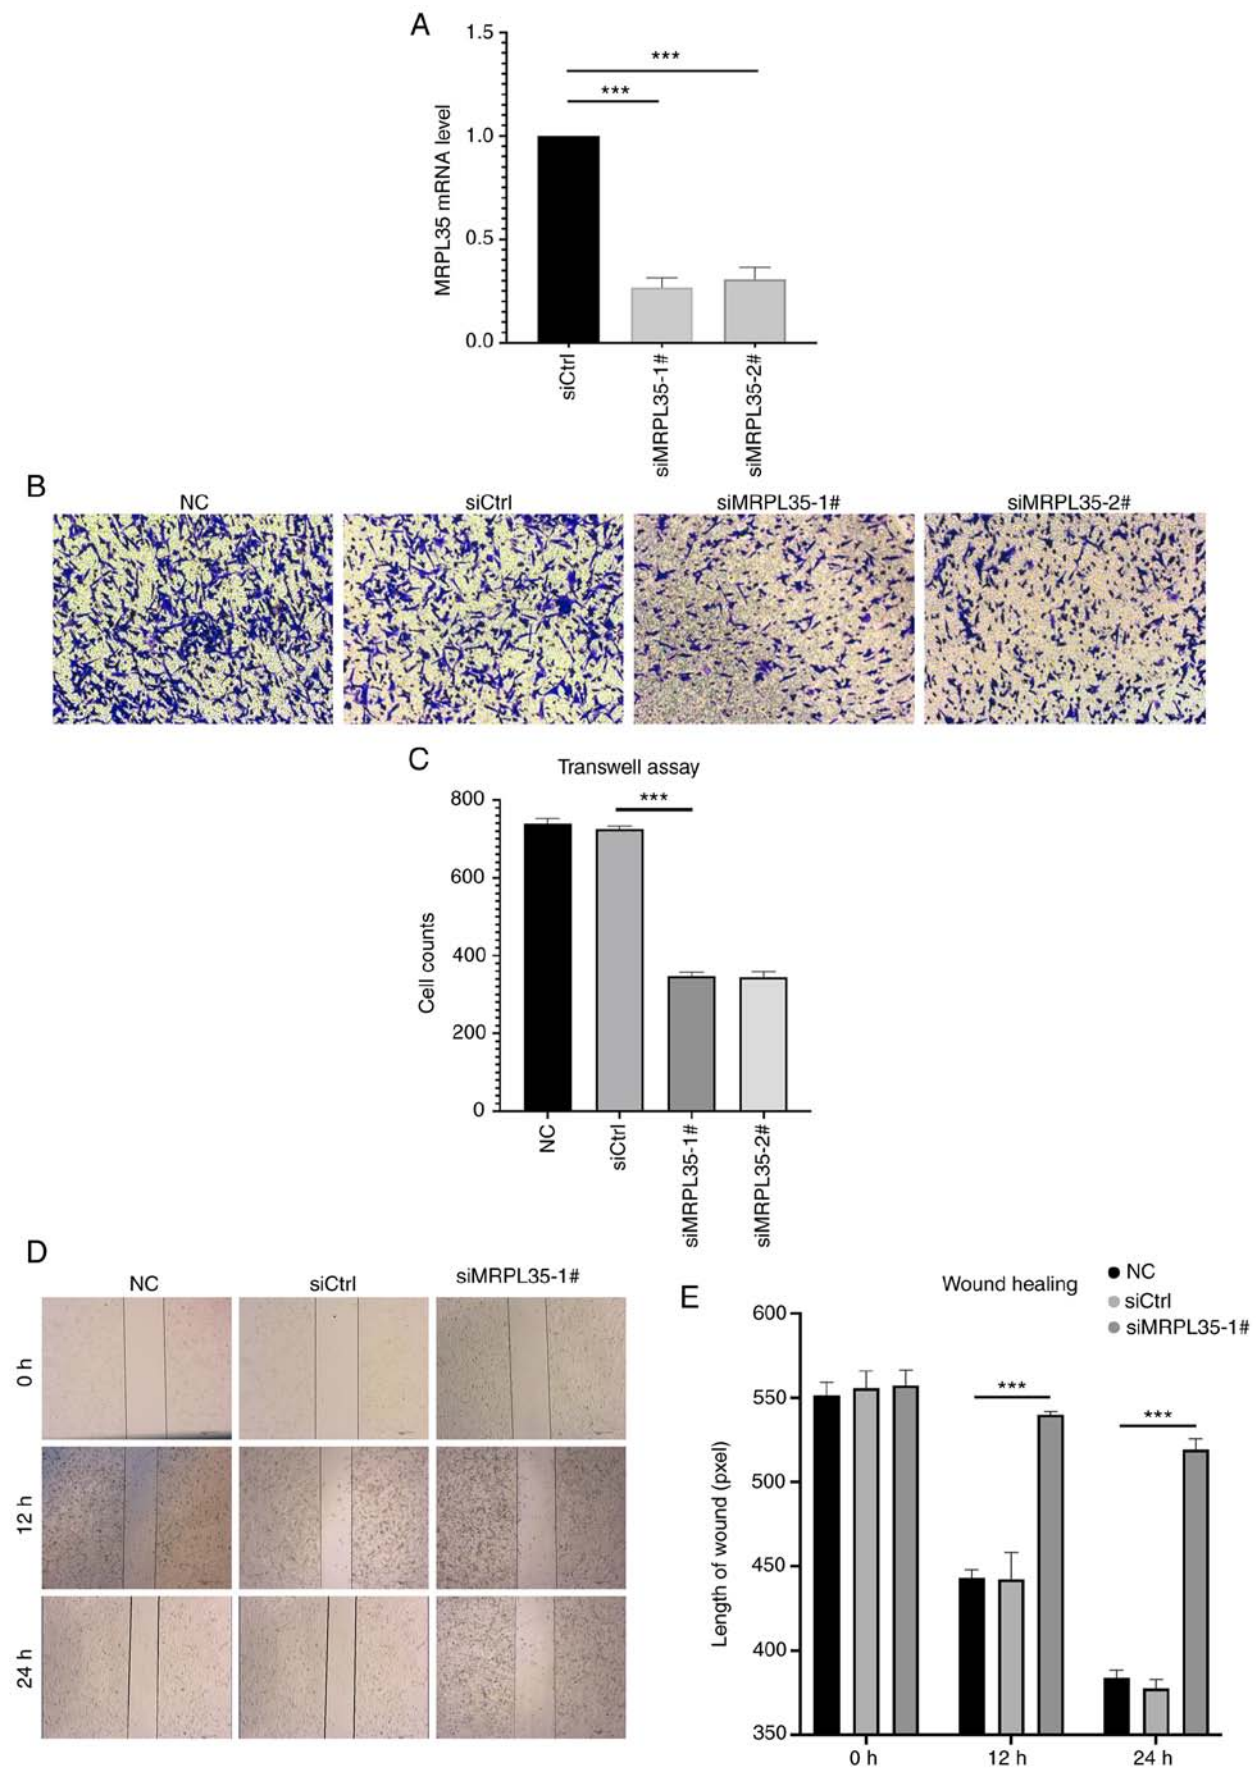 A
1.5
***
***
1.0
MRPL35 mRNA level
0.5
0.0
siCtrl
siMRPL35-1#
siMRPL35-2#
B
NC siCtrl siMRPL35-1# siMRPL35-2#
C
Transwell assay
800
***
600
Cell counts
400
200
0
NC
siCtrl
siMRPL35-1#
siMRPL35-2#
D
NC siCtrl siMRPL35-1#
0 h
12 h
24 h
E
Wound healing
NC
siCtrl
siMRPL35-1#
600
550
***
***
500
Length of wound (pxel)
450
400
350
0 h 12 h 24 h